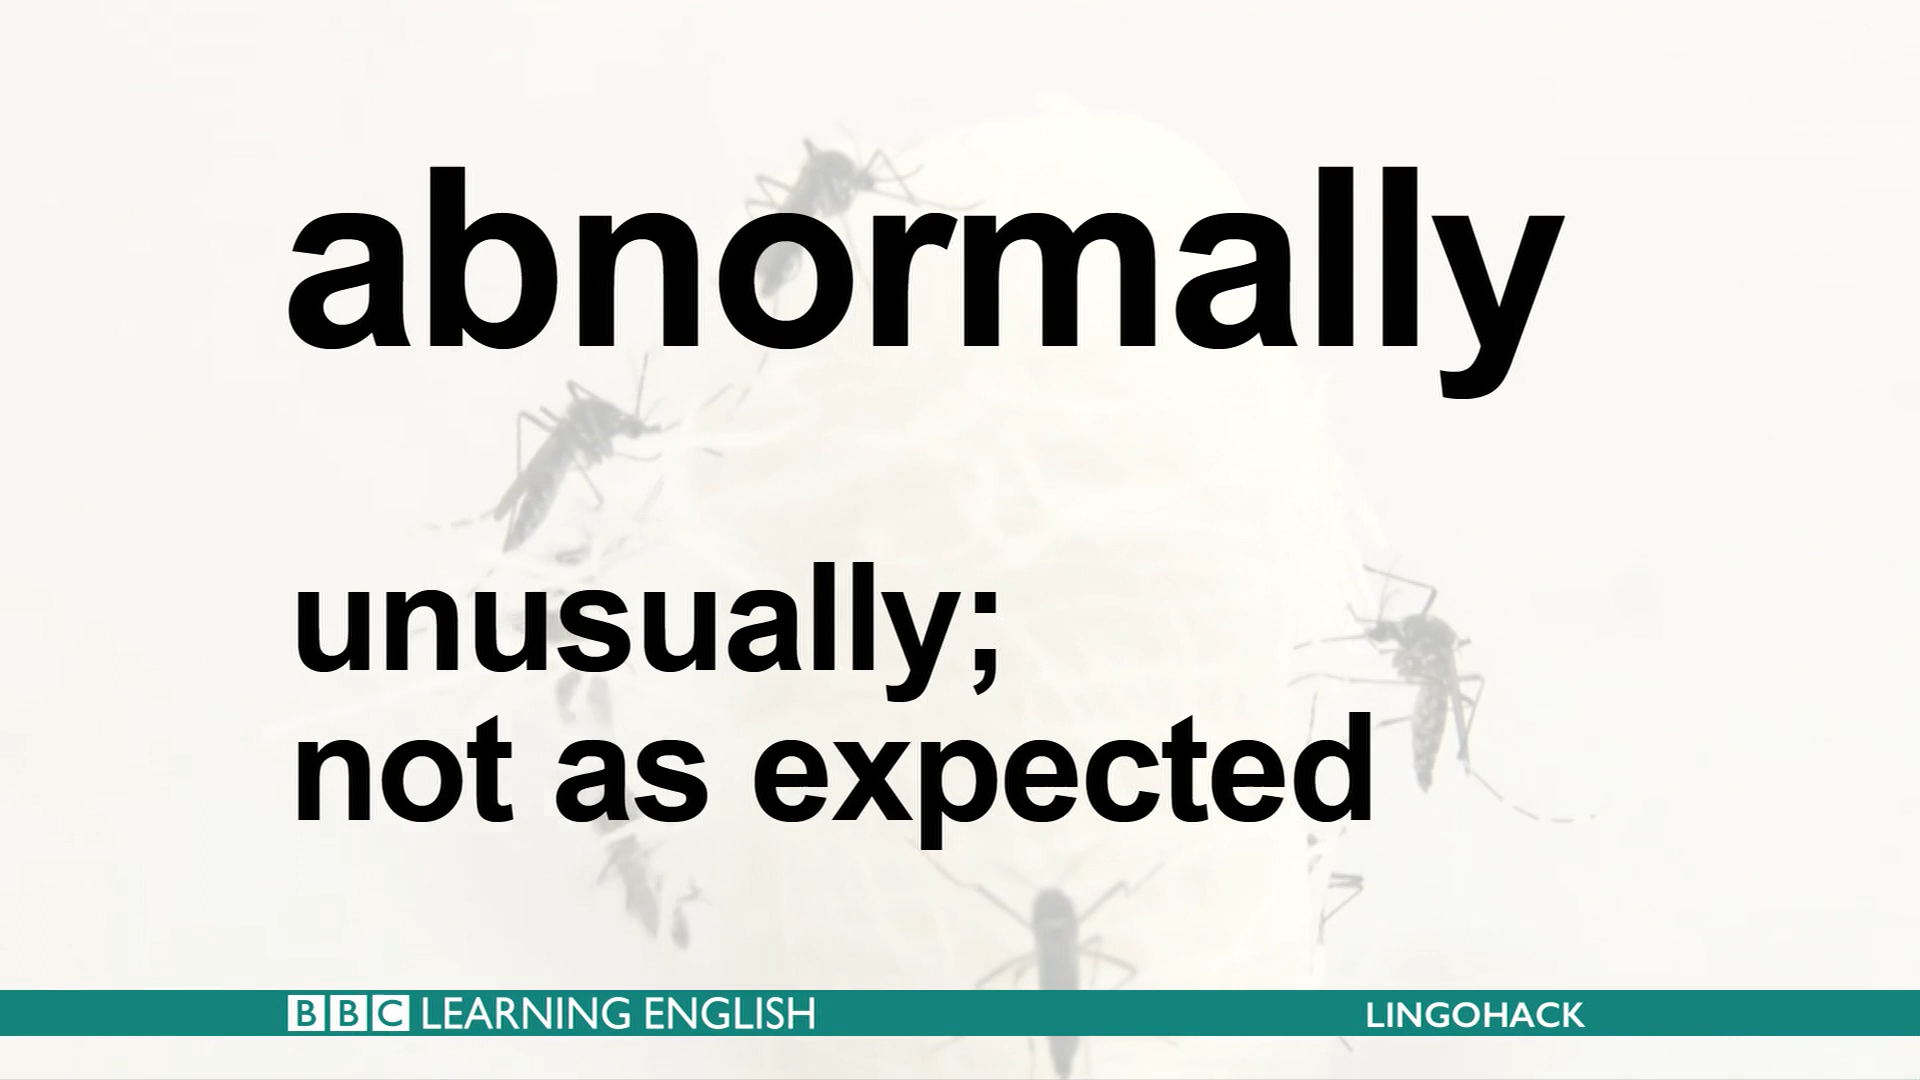 abnormally
unusually;
not as expected
BBC LEARNING ENGLISH
LINGOHACK